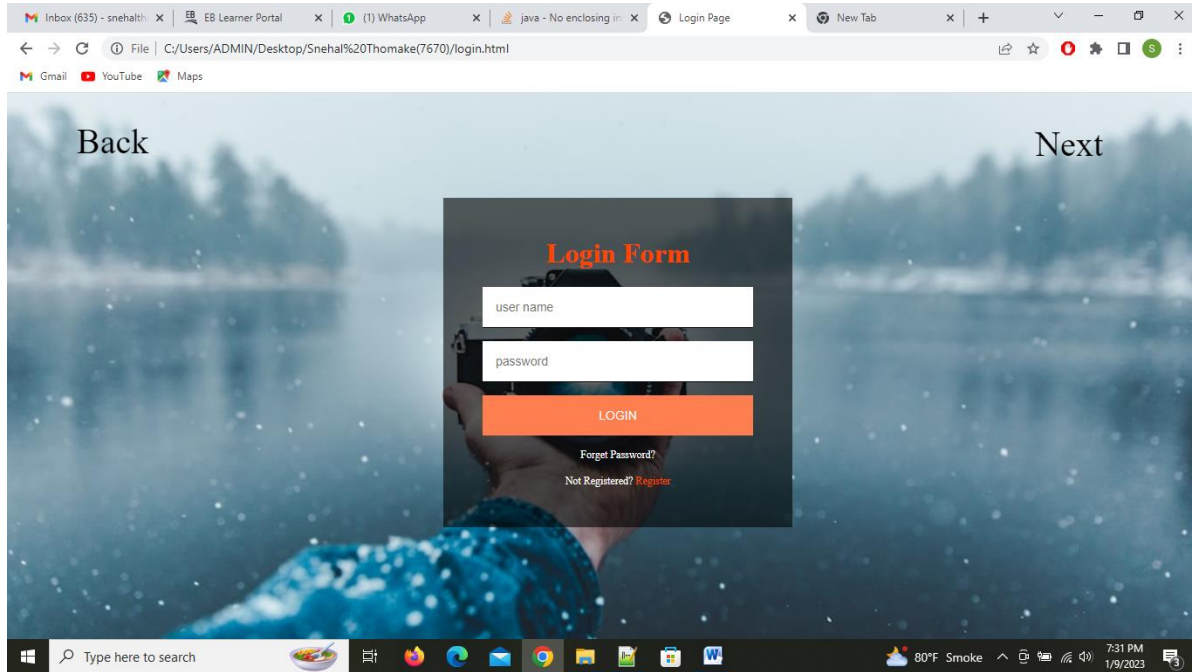 Inbox (635) - snehalth
EB Learner Portal
(1) WhatsApp
java - No enclosing in
Login Page
New Tab
File
C:/Users/ADMIN/Desktop/Snehal%20Thomake(7670)/login.html
S
Gmail
YouTube
Maps
Back
Next
Login Form
user name
password
LOGIN
Forget Password?
Not Registered? Register
Type here to search
80°F Smoke
7:31 PM
1/9/2023
3